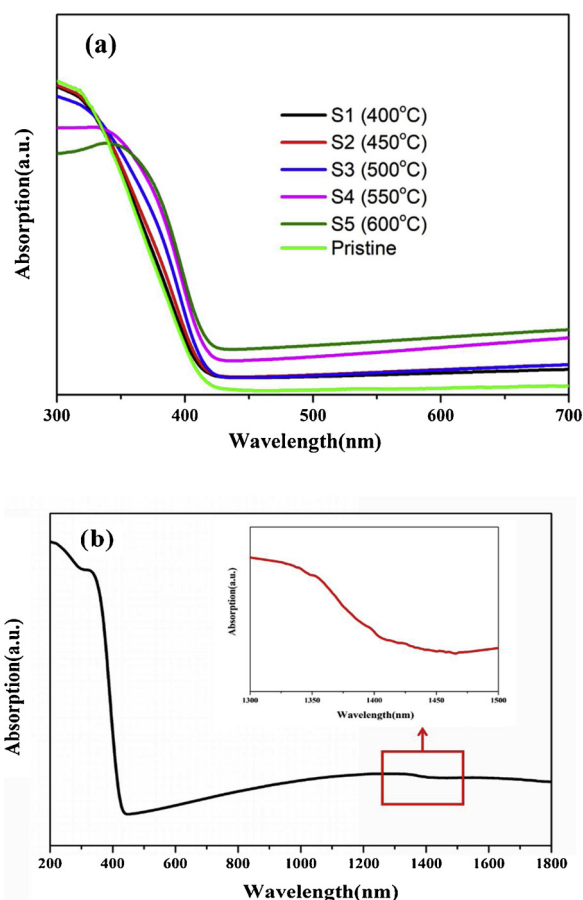 (a)
Absorption(a.u.)
S1 (400°C)
S2 (450°C)
S3 (500°C)
S4 (550°C)
S5 (600°C)
Pristine
300 400 500 600 700
Wavelength(nm)
(b)
Absorption(a.u.)
Absorption(a.u.)
1300 1350 1400 1450 1500
Wavelength(nm)
200 400 600 800 1000 1200 1400 1600 1800
Wavelength(nm)